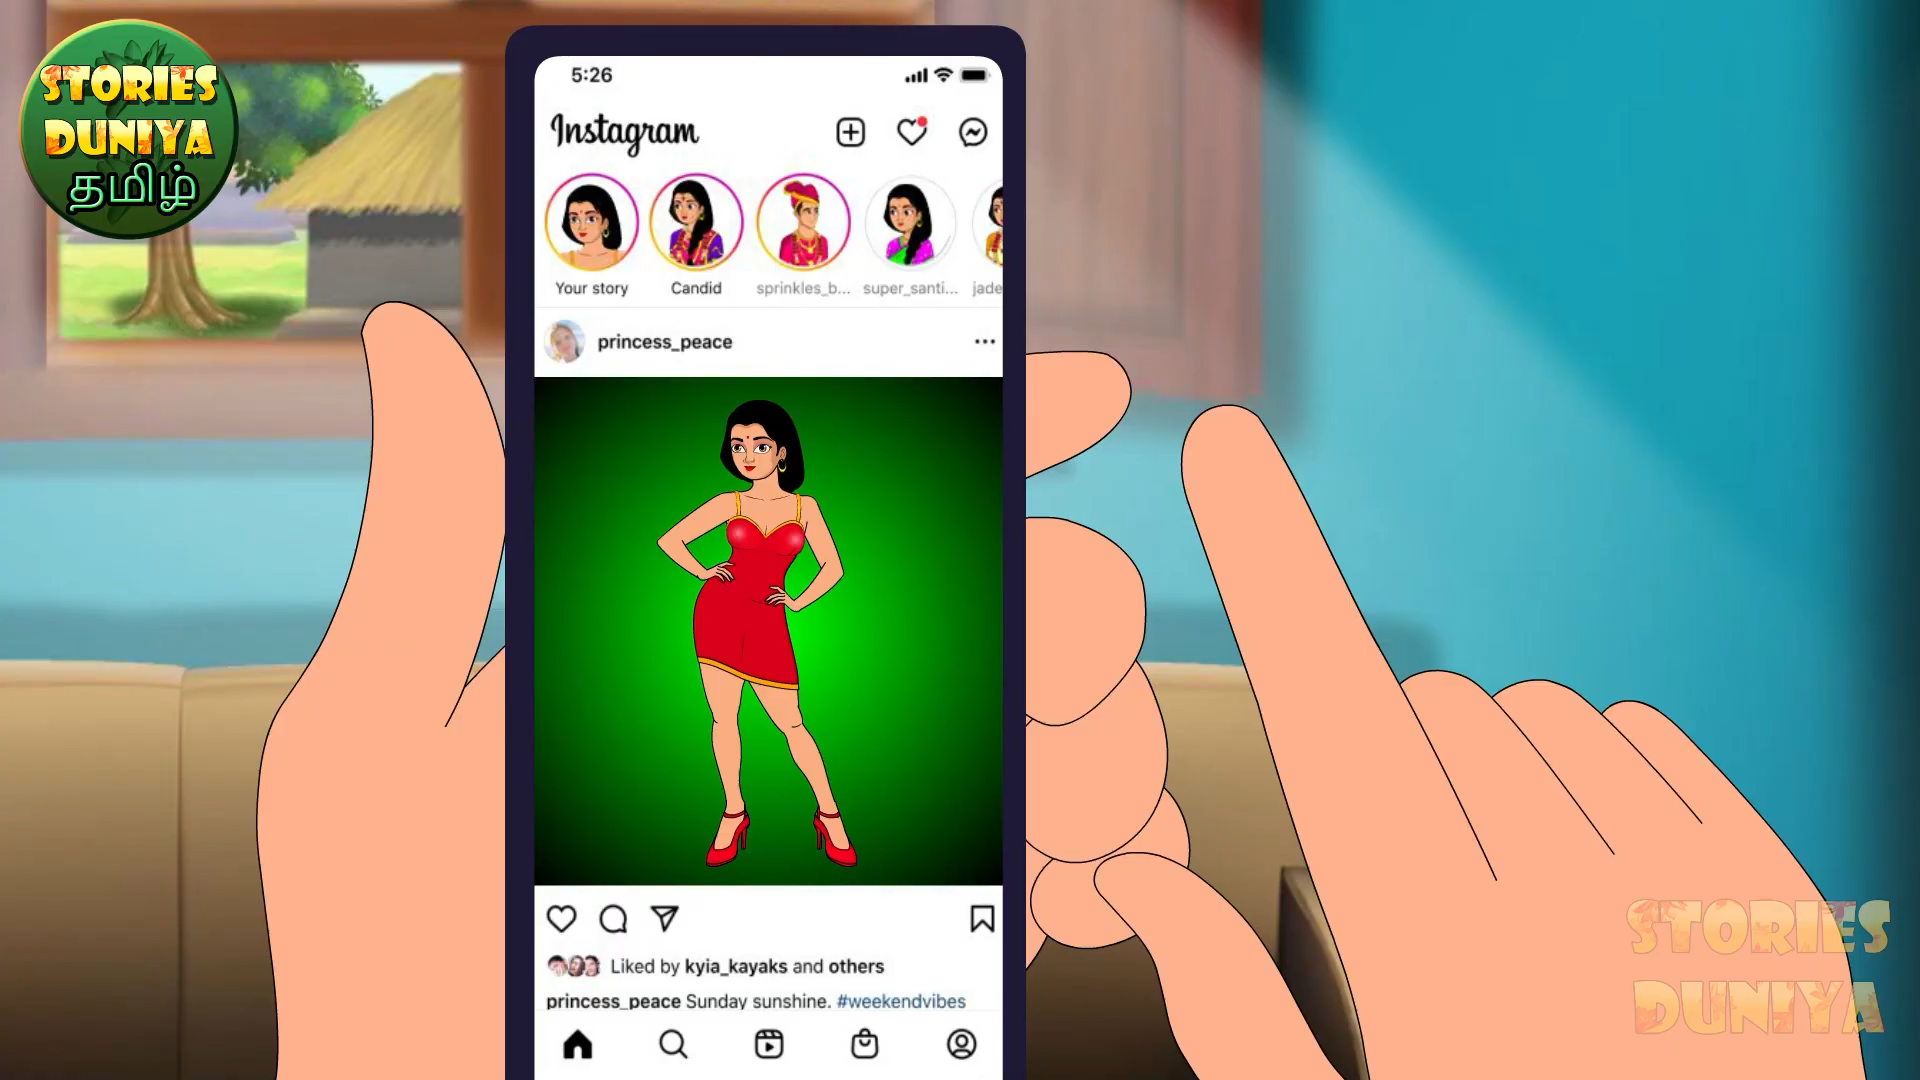 STORIES
DUNIYA
தமிழ்
5:26
Instagram
Your story
Candid
sprinkles_b...
super_santi...
jade
princess_peace
Liked by kyia_kayaks and others
princess_peace Sunday sunshine. #weekendvibes
STORIES
DUNIYA